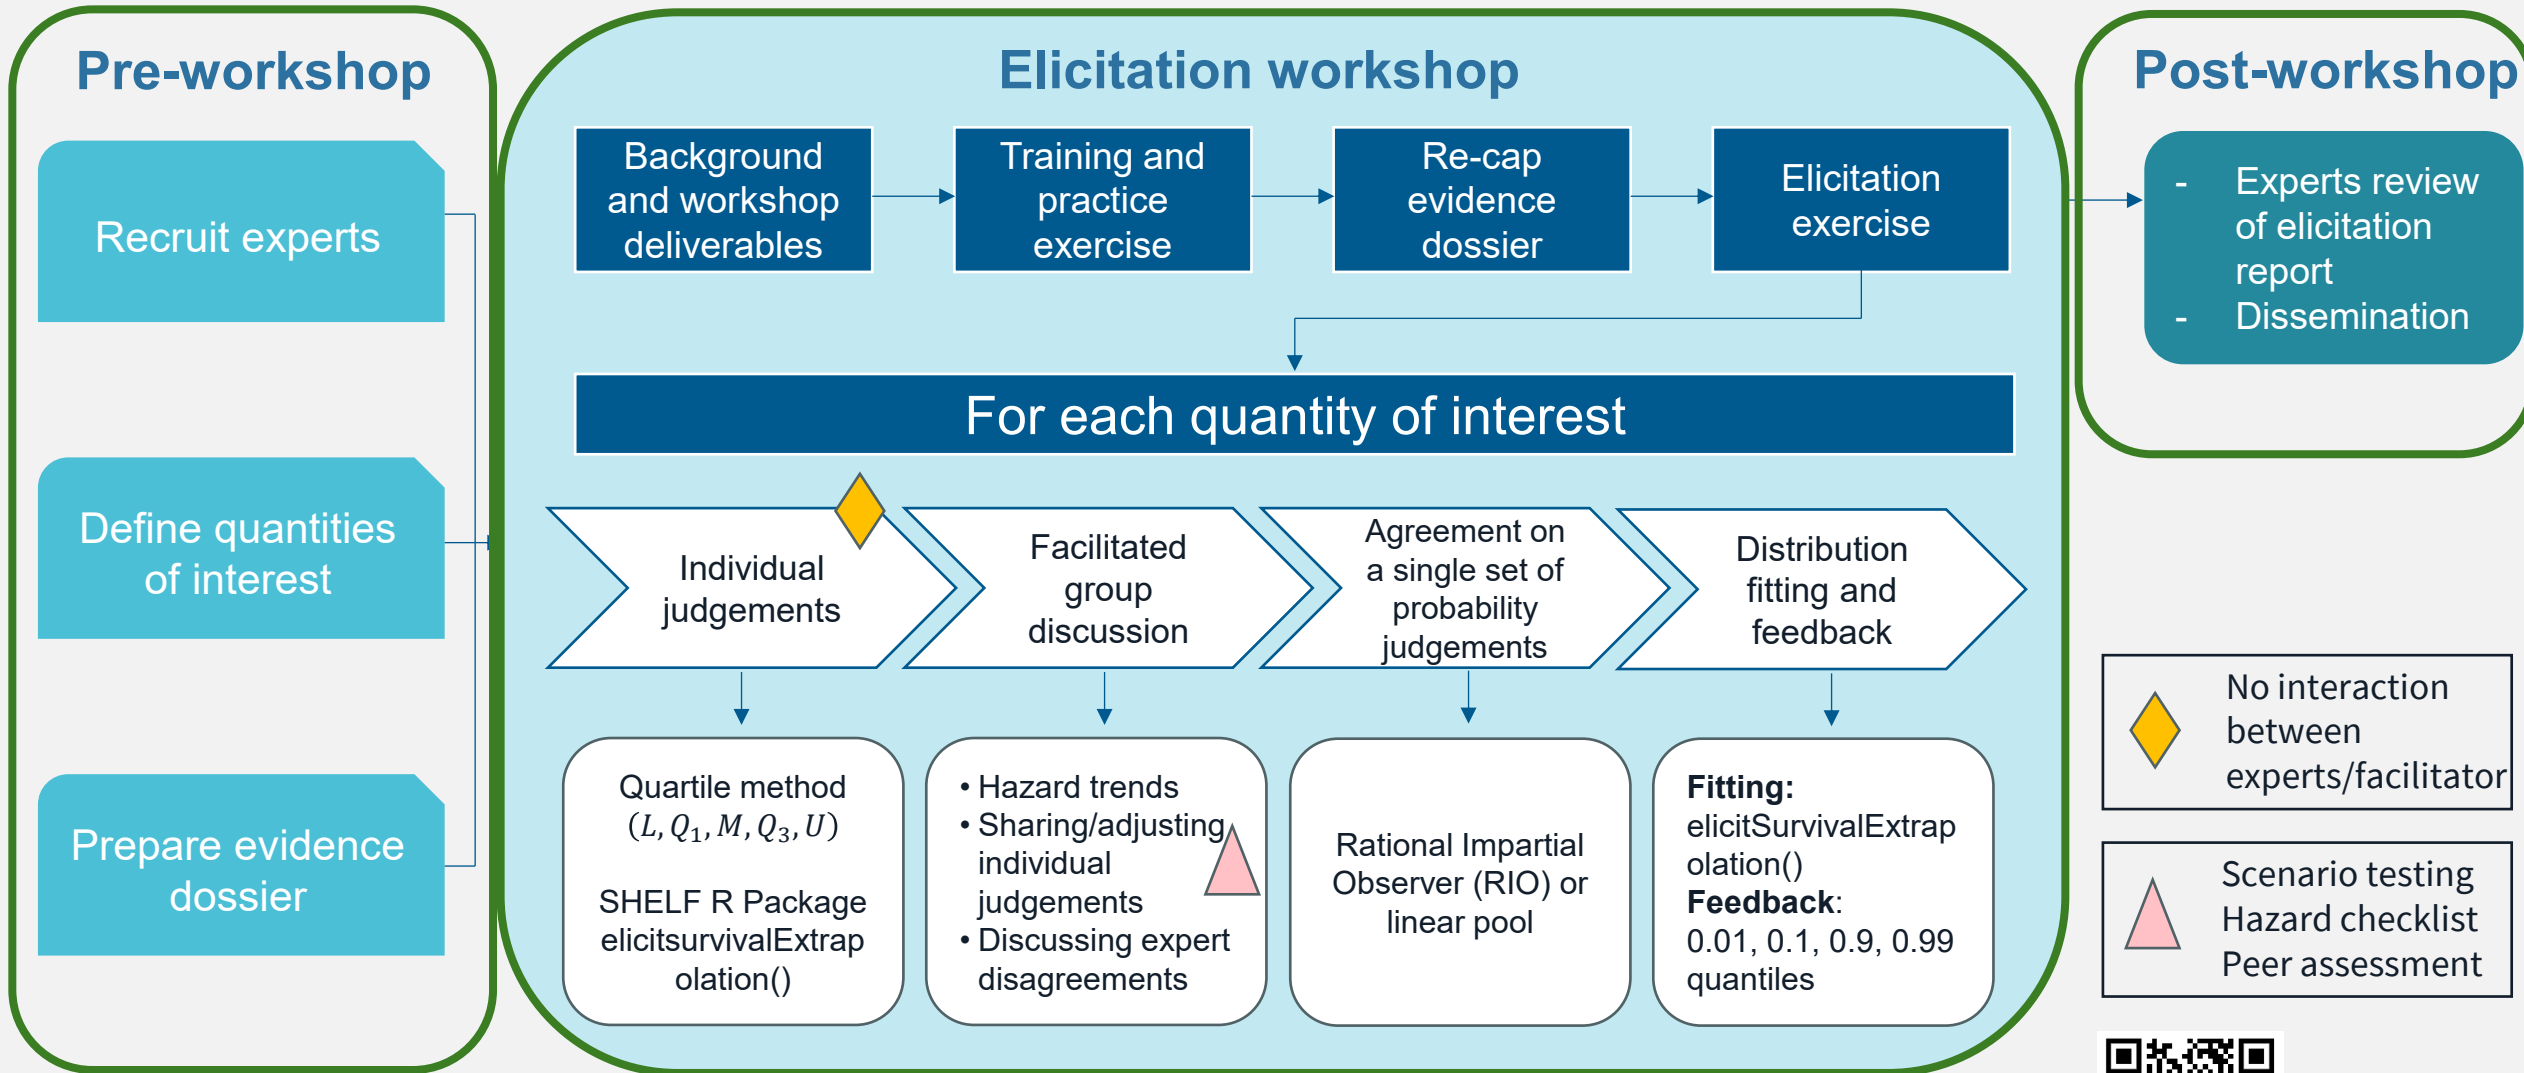 Pre-workshop
Recruit experts
Define quantities
of interest
Prepare evidence
dossier
Elicitation workshop
Background
and workshop
deliverables
Training and
practice
exercise
Re-cap
evidence
dossier
Elicitation
exercise
For each quantity of interest
Individual
judgements
Facilitated
group
discussion
Agreement on
a single set of
probability
judgements
Distribution
fitting and
feedback
Quartile method
(L, Q₁, M, Q₃, U)
SHELF R Package
elicitsurvivalExtrap
olation()
• Hazard trends
• Sharing/adjusting
individual
judgements
• Discussing expert
disagreements
Rational Impartial
Observer (RIO) or
linear pool
Fitting:
elicitSurvivalExtrap
olation()
Feedback:
0.01, 0.1, 0.9, 0.99
quantiles
Post-workshop
- Experts review
of elicitation
report
- Dissemination
No interaction
between
experts/facilitator
Scenario testing
Hazard checklist
Peer assessment